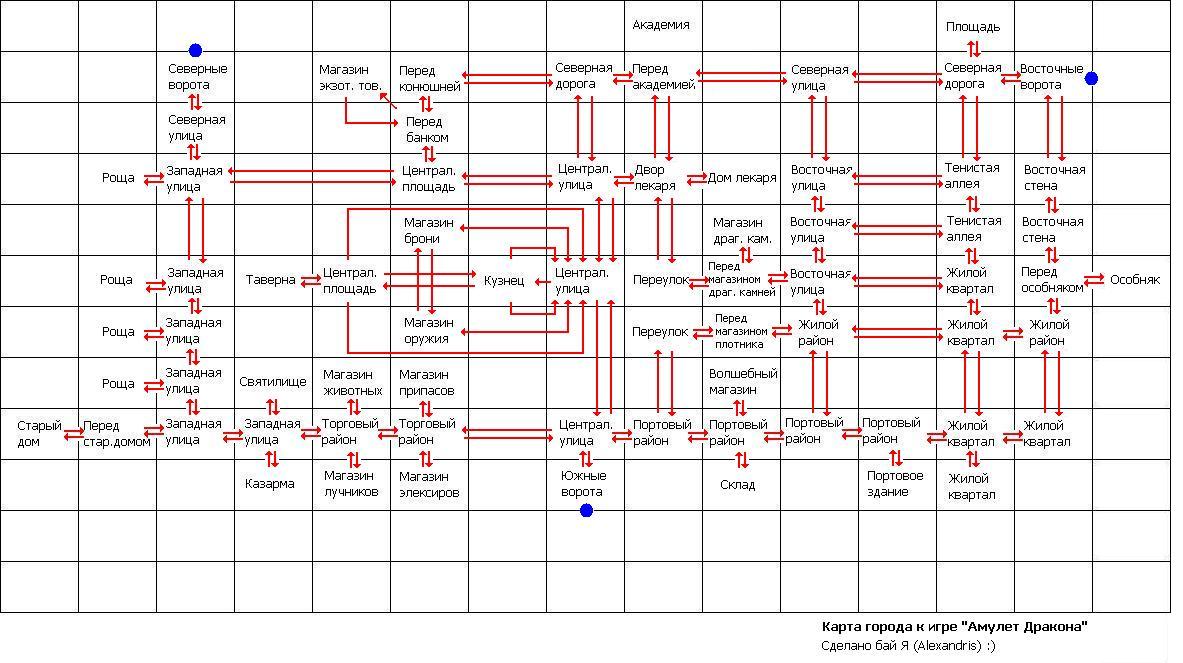 Академия
Площадь
Северные
ворота
Магазин
экзот. тов.
Перед
конюшней
Северная
дорога
Перед
академией
Северная
улица
Северная
дорога
Восточные
ворота
Северная
улица
Перед
банком
Роща
Западная
улица
Централ.
площадь
Централ.
улица
Двор
лекаря
Дом лекаря
Восточная
улица
Тенистая
аллея
Восточная
стена
Магазин
брони
Магазин
драг. кам.
Восточная
улица
Тенистая
аллея
Восточная
стена
Роща
Западная
улица
Таверна
Централ.
площадь
Кузнец
Централ.
улица
Переулок
Перед
магазином
драг. камней
Восточная
улица
Жилой
квартал
Перед
особняком
Особняк
Роща
Западная
улица
Магазин
оружия
Переулок
Перед
магазином
плотника
Жилой
район
Жилой
квартал
Жилой
район
Роща
Западная
улица
Святилище
Магазин
животных
Магазин
припасов
Волшебный
магазин
Старый
дом
Перед
стар.домом
Западная
улица
Западная
улица
Торговый
район
Торговый
район
Централ.
улица
Портовый
район
Портовый
район
Портовый
район
Портовый
район
Жилой
квартал
Жилой
квартал
Казарма
Магазин
лучников
Магазин
элексиров
Южные
ворота
Склад
Портовое
здание
Жилой
квартал
Карта города к игре "Амулет Дракона"
Сделано бай Я (Alexandris) :)